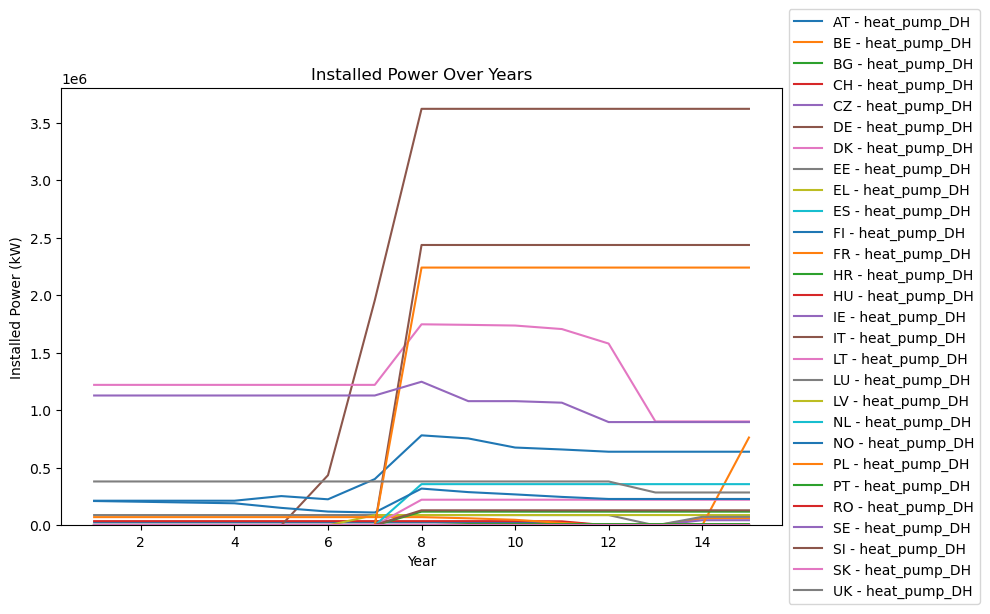 Installed Power Over Years
1e6
Installed Power (kW)
3.5
3.0
2.5
2.0
1.5
1.0
0.5
0.0
2
4
6
8
10
12
14
Year
AT - heat_pump_DH
BE - heat_pump_DH
BG - heat_pump_DH
CH - heat_pump_DH
CZ - heat_pump_DH
DE - heat_pump_DH
DK - heat_pump_DH
EE - heat_pump_DH
EL - heat_pump_DH
ES - heat_pump_DH
FI - heat_pump_DH
FR - heat_pump_DH
HR - heat_pump_DH
HU - heat_pump_DH
IE - heat_pump_DH
IT - heat_pump_DH
LT - heat_pump_DH
LU - heat_pump_DH
LV - heat_pump_DH
NL - heat_pump_DH
NO - heat_pump_DH
PL - heat_pump_DH
PT - heat_pump_DH
RO - heat_pump_DH
SE - heat_pump_DH
SI - heat_pump_DH
SK - heat_pump_DH
UK - heat_pump_DH